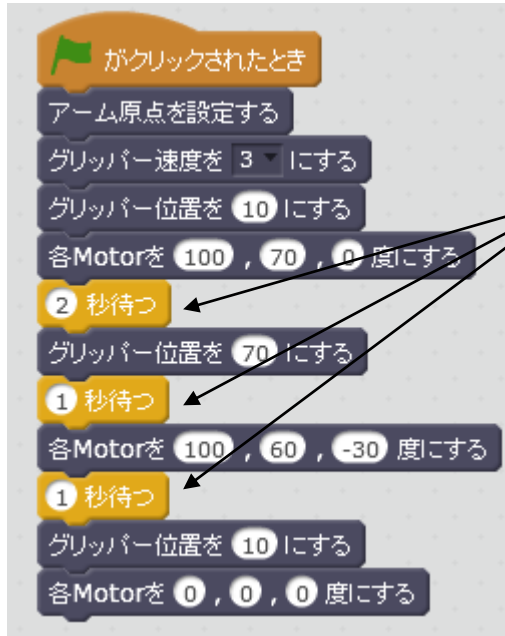 がクリックされたとき
アーム原点を設定する
グリッパー速度を 3 にする
グリッパー位置を 10 にする
各Motorを 100 , 70 , 0 度にする
2 秒待つ
グリッパー位置を 70 にする
1 秒待つ
各Motorを 100 , 60 , -30 度にする
1 秒待つ
グリッパー位置を 10 にする
各Motorを 0 , 0 , 0 度にする